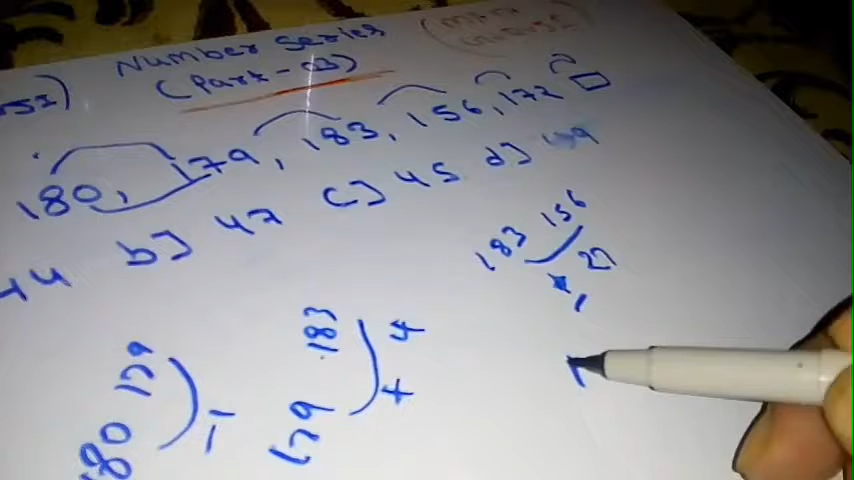 Number Series
(Part-03)
180, 179, 183, 156, 172
44 b] 47 c] 45 d]
183 156
27
180 179
-1
179 183
+4